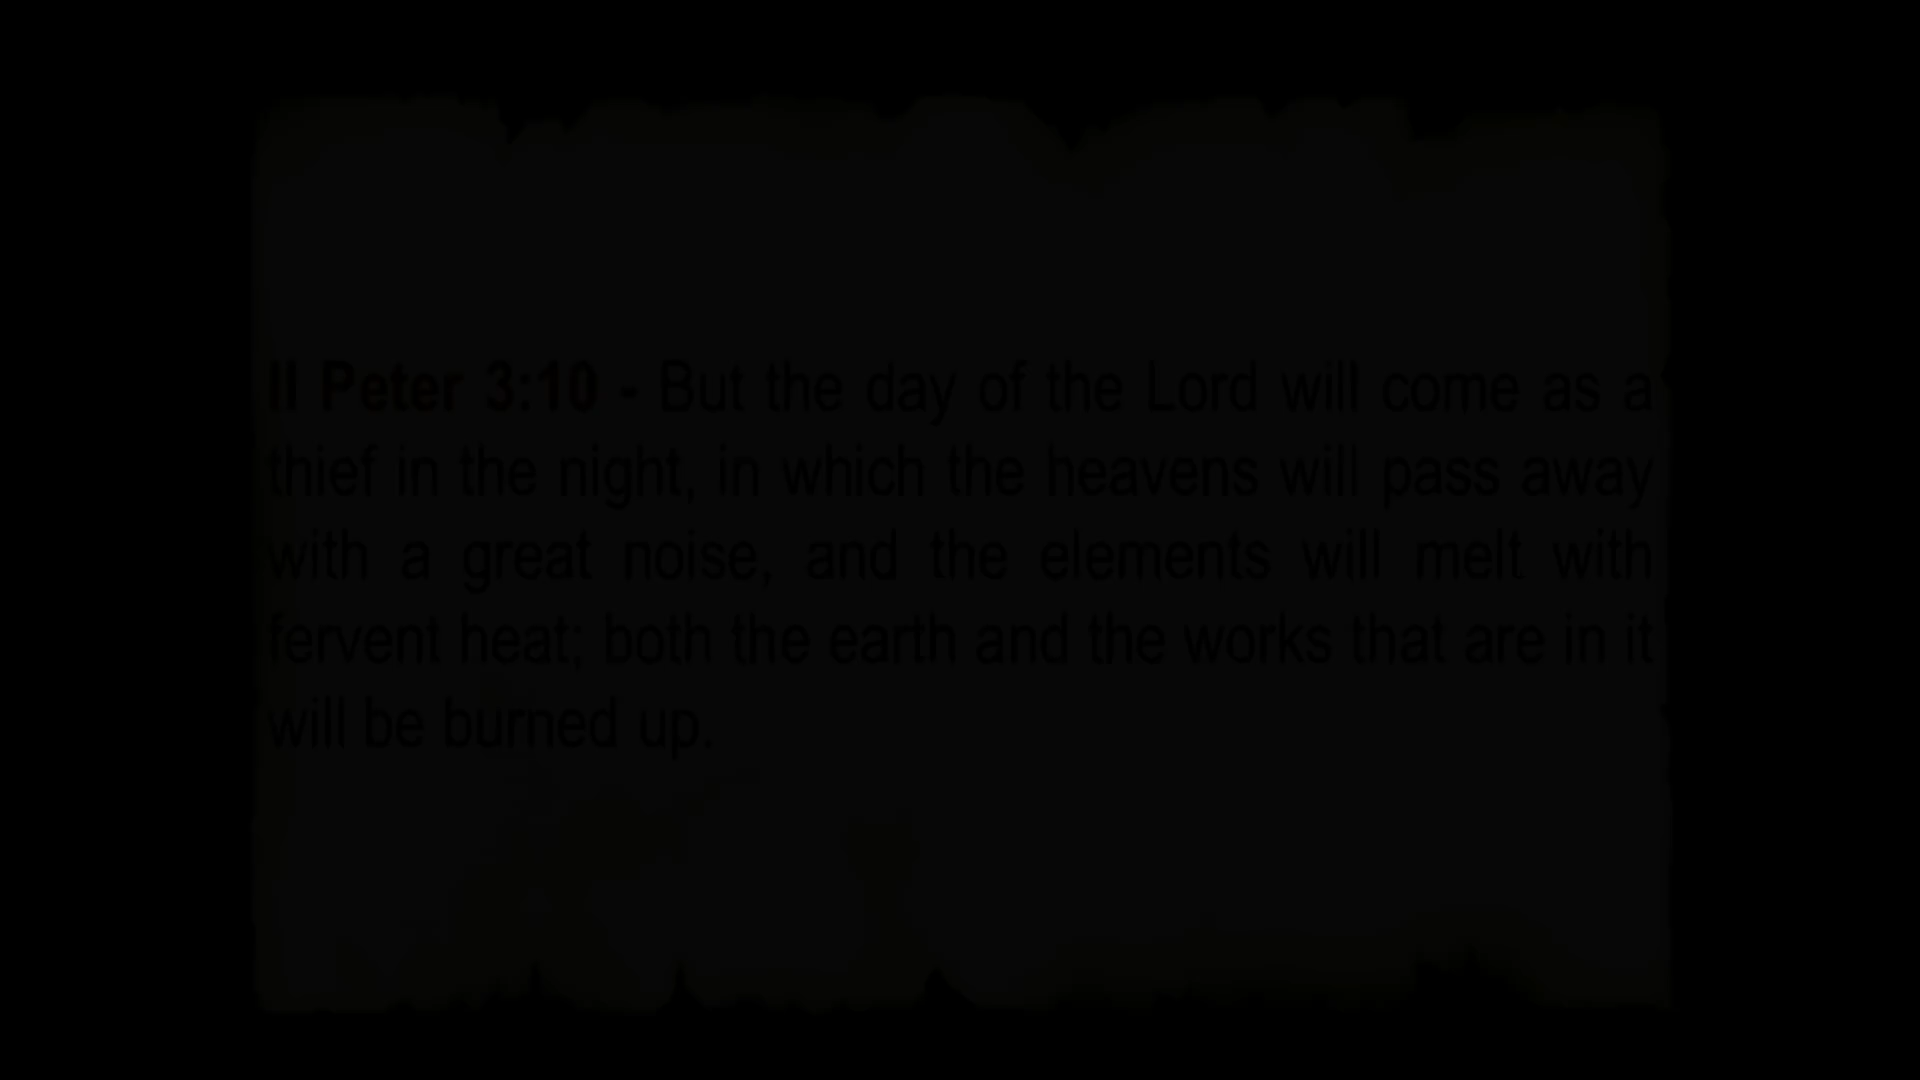 II Peter 3:10 - But the day of the Lord will come as a
thief in the night, in which the heavens will pass away
with a great noise, and the elements will melt with
fervent heat; both the earth and the works that are in it
will be burned up.